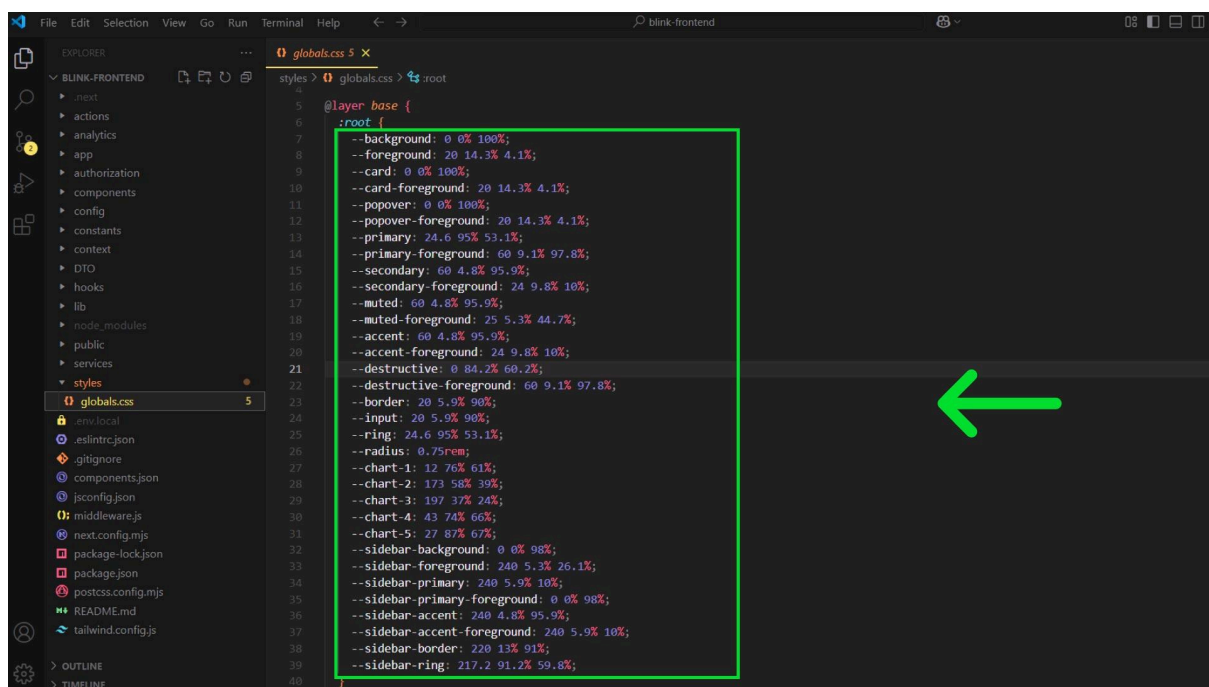 File Edit Selection View Go Run Terminal Help
blink-frontend
EXPLORER
BLINK-FRONTEND
.next
actions
analytics
app
authorization
components
config
constants
context
DTO
hooks
lib
node_modules
public
services
styles
globals.css 5
.env.local
.eslintrc.json
.gitignore
components.json
jsconfig.json
middleware.js
next.config.mjs
package-lock.json
package.json
postcss.config.mjs
README.md
tailwind.config.js
OUTLINE
TIMELINE
2
globals.css 5
styles > globals.css > :root
4
5 @layer base {
6 :root {
7 --background: 0 0% 100%;
8 --foreground: 20 14.3% 4.1%;
9 --card: 0 0% 100%;
10 --card-foreground: 20 14.3% 4.1%;
11 --popover: 0 0% 100%;
12 --popover-foreground: 20 14.3% 4.1%;
13 --primary: 24.6 95% 53.1%;
14 --primary-foreground: 60 9.1% 97.8%;
15 --secondary: 60 4.8% 95.9%;
16 --secondary-foreground: 24 9.8% 10%;
17 --muted: 60 4.8% 95.9%;
18 --muted-foreground: 25 5.3% 44.7%;
19 --accent: 60 4.8% 95.9%;
20 --accent-foreground: 24 9.8% 10%;
21 --destructive: 0 84.2% 60.2%;
22 --destructive-foreground: 60 9.1% 97.8%;
23 --border: 20 5.9% 90%;
24 --input: 20 5.9% 90%;
25 --ring: 24.6 95% 53.1%;
26 --radius: 0.75rem;
27 --chart-1: 12 76% 61%;
28 --chart-2: 173 58% 39%;
29 --chart-3: 197 37% 24%;
30 --chart-4: 43 74% 66%;
31 --chart-5: 27 87% 67%;
32 --sidebar-background: 0 0% 98%;
33 --sidebar-foreground: 240 5.3% 26.1%;
34 --sidebar-primary: 240 5.9% 10%;
35 --sidebar-primary-foreground: 0 0% 98%;
36 --sidebar-accent: 240 4.8% 95.9%;
37 --sidebar-accent-foreground: 240 5.9% 10%;
38 --sidebar-border: 220 13% 91%;
39 --sidebar-ring: 217.2 91.2% 59.8%;
40 }